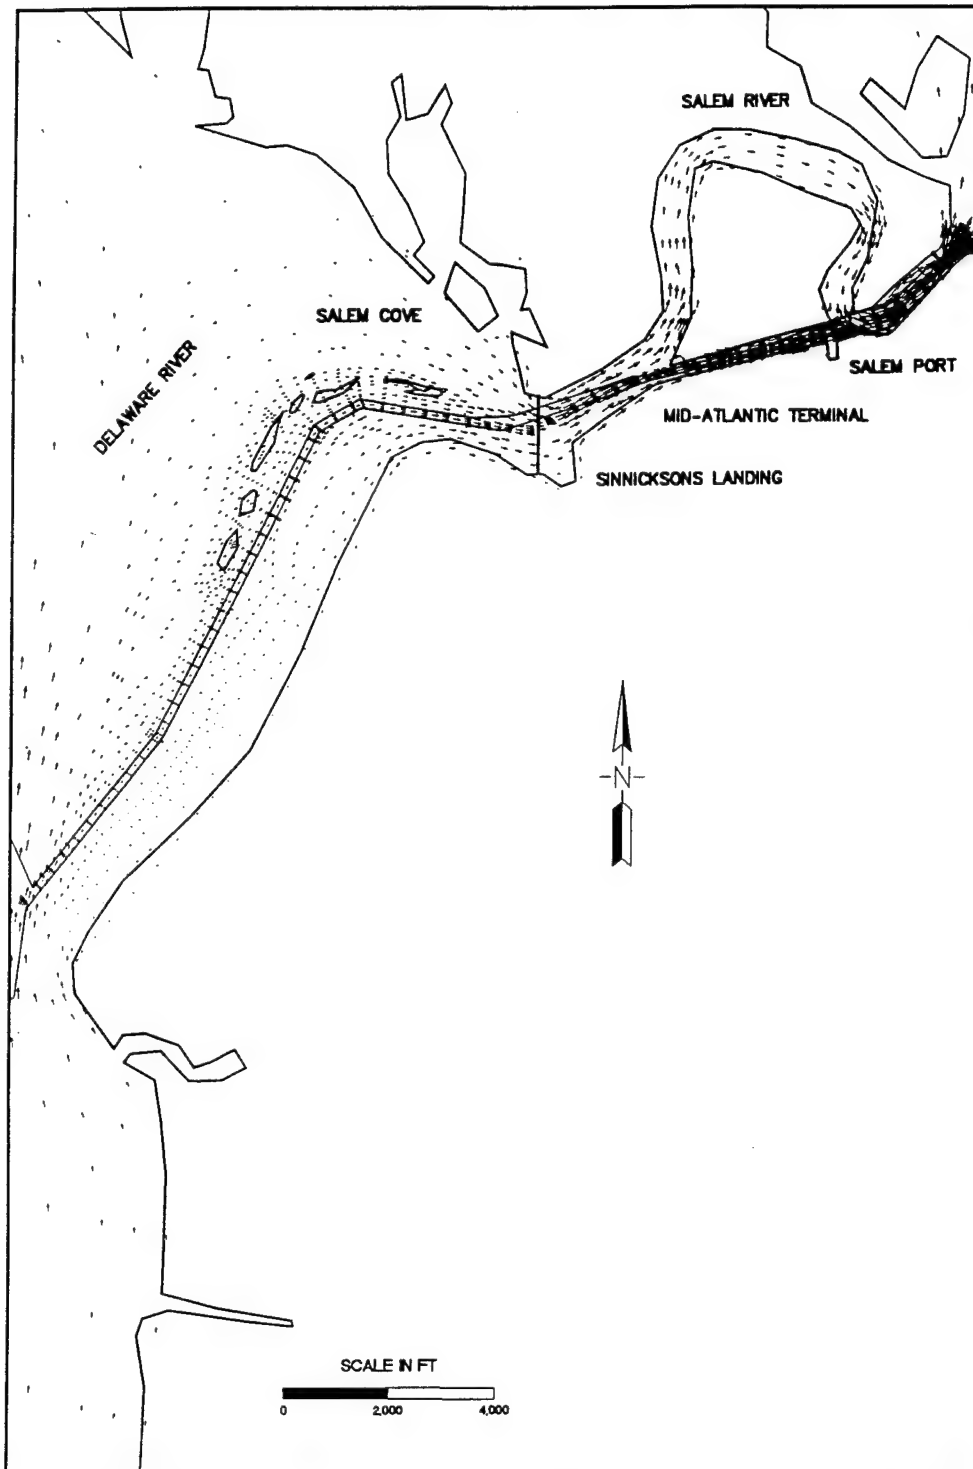 SALEM RIVER
SALEM COVE
DELAWARE RIVER
SALEM PORT
MID-ATLANTIC TERMINAL
SINNICKSONS LANDING
N
SCALE IN FT
0 2,000 4,000